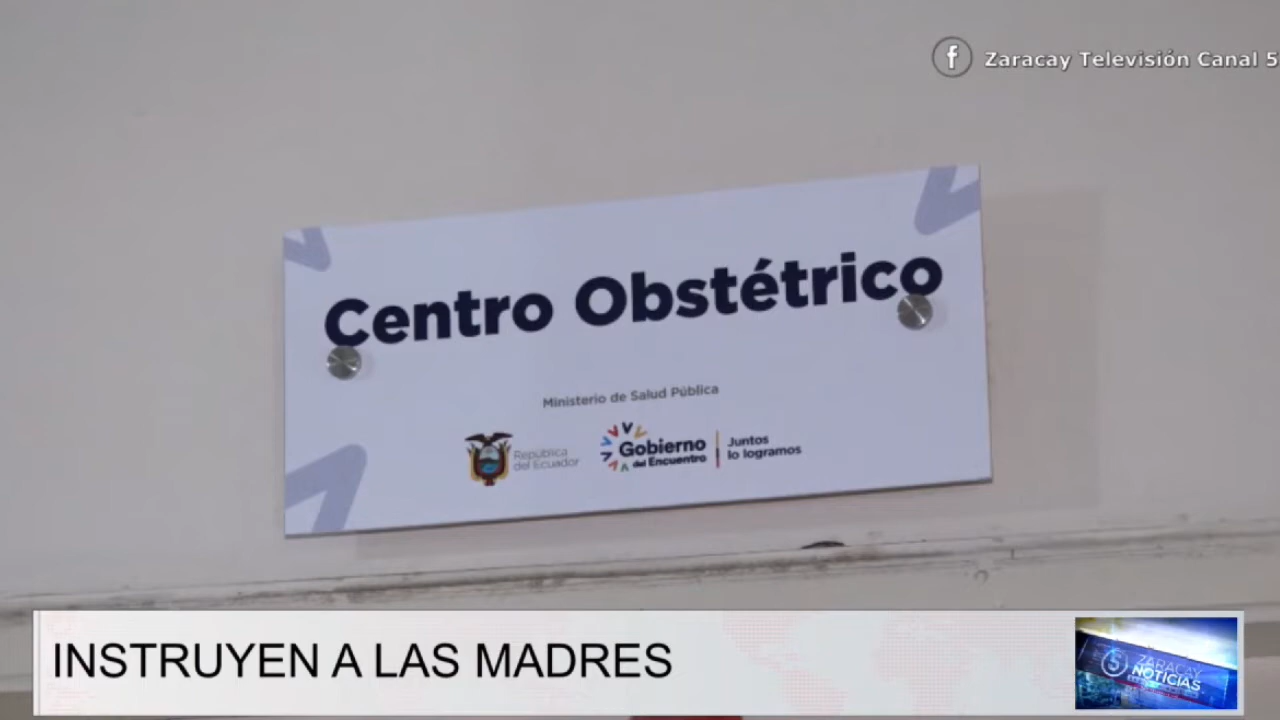 f Zaracay Televisión Canal 5
Centro Obstétrico
Ministerio de Salud Pública
República
del Ecuador
Gobierno
del Encuentro
Juntos
lo logramos
INSTRUYEN A LAS MADRES
5 ZARACAY
NOTICIAS